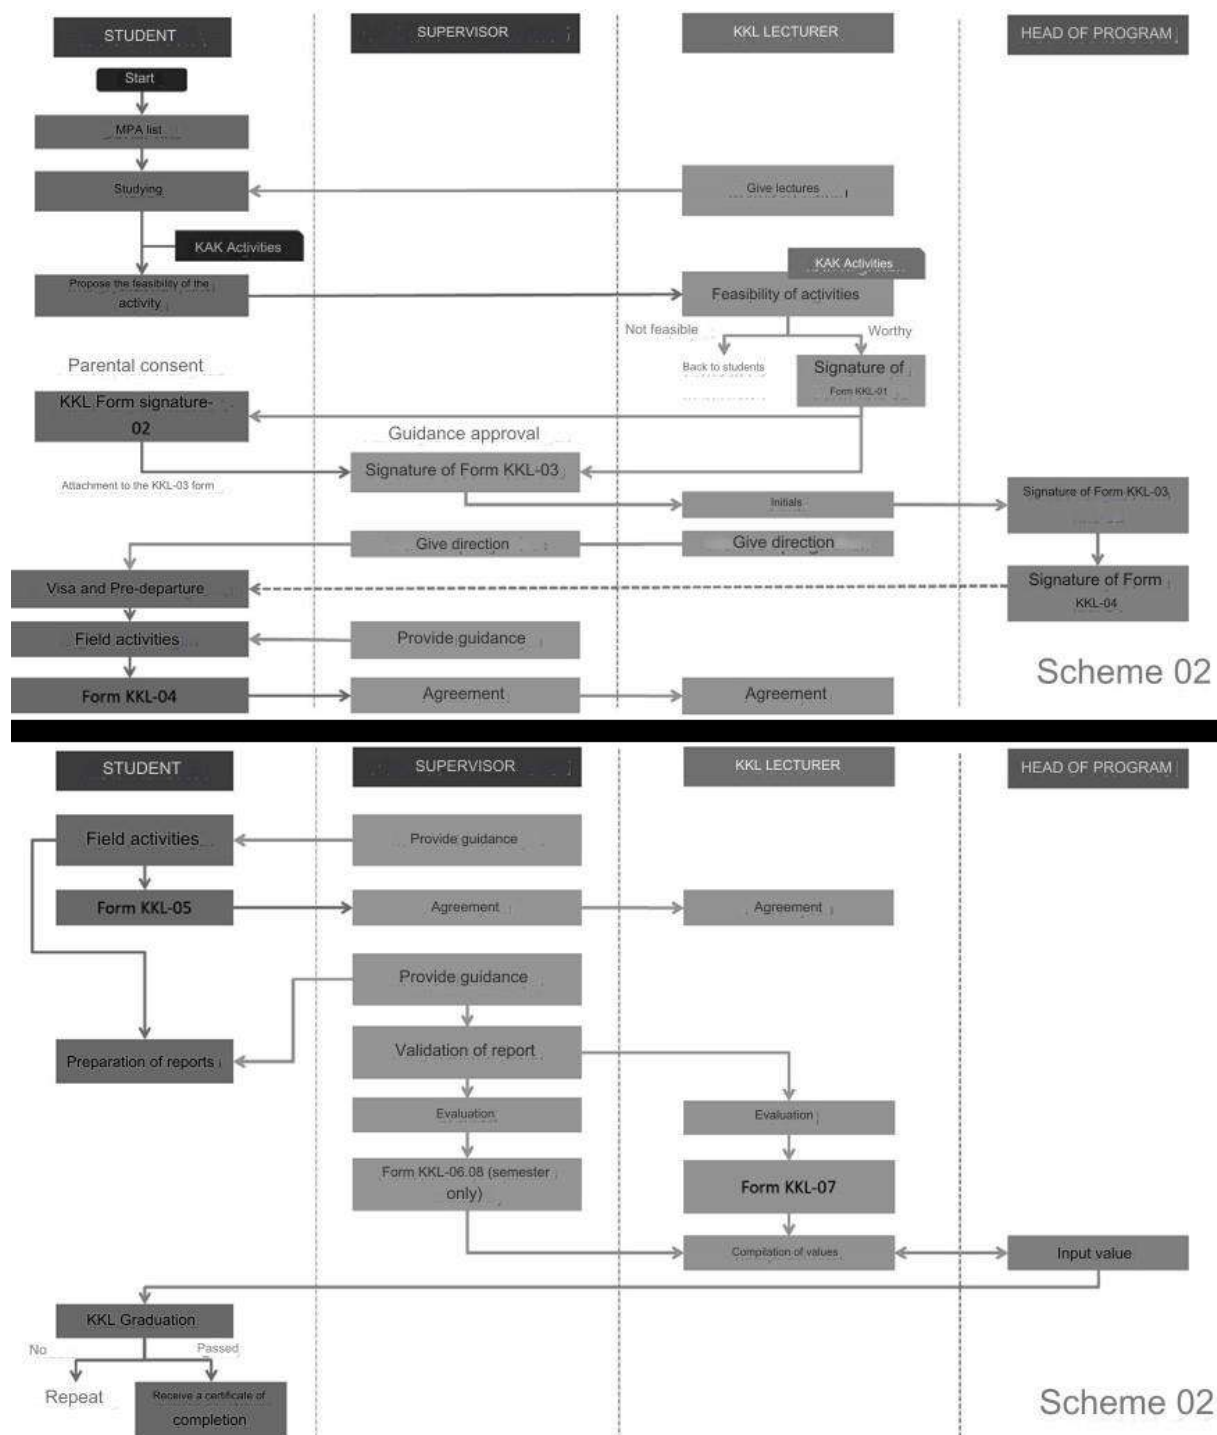 STUDENT
SUPERVISOR
KKL LECTURER
HEAD OF PROGRAM
Start
MPA list
Studying
Give lectures
KAK Activities
KAK Activities
Propose the feasibility of the
activity
Feasibility of activities
Not feasible
Worthy
Back to students
Signature of
Form KKL-01
Parental consent
KKL Form signature-
02
Guidance approval
Signature of Form KKL-03
Attachment to the KKL-03 form
Initials
Signature of Form KKL-03
Give direction
Give direction
Visa and Pre-departure
Signature of Form
KKL-04
Field activities
Provide guidance
Form KKL-04
Agreement
Agreement
Scheme 02
STUDENT
SUPERVISOR
KKL LECTURER
HEAD OF PROGRAM
Field activities
Provide guidance
Form KKL-05
Agreement
Agreement
Provide guidance
Preparation of reports
Validation of report
Evaluation
Evaluation
Form KKL-06.08 (semester
only)
Form KKL-07
Compilation of values
Input value
KKL Graduation
No
Passed
Repeat
Receive a certificate of
completion
Scheme 02